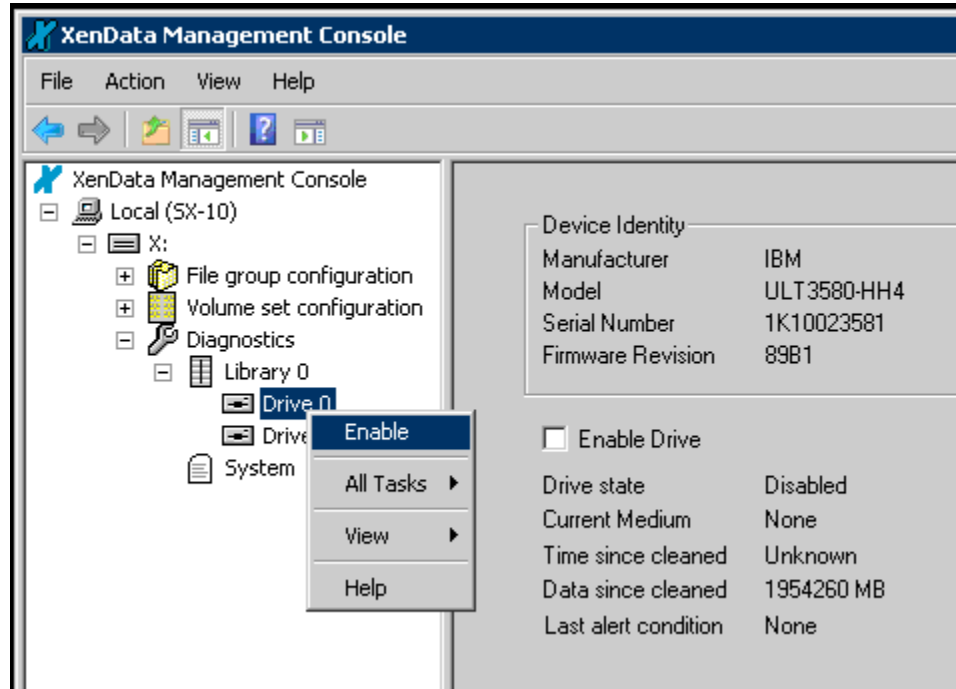 XenData Management Console
File Action View Help
XenData Management Console
Local (SX-10)
X:
File group configuration
Volume set configuration
Diagnostics
Library 0
Drive 0
Drive
System
Enable
All Tasks
View
Help
Device Identity
Manufacturer IBM
Model ULT3580-HH4
Serial Number 1K10023581
Firmware Revision 89B1
Enable Drive
Drive state Disabled
Current Medium None
Time since cleaned Unknown
Data since cleaned 1954260 MB
Last alert condition None